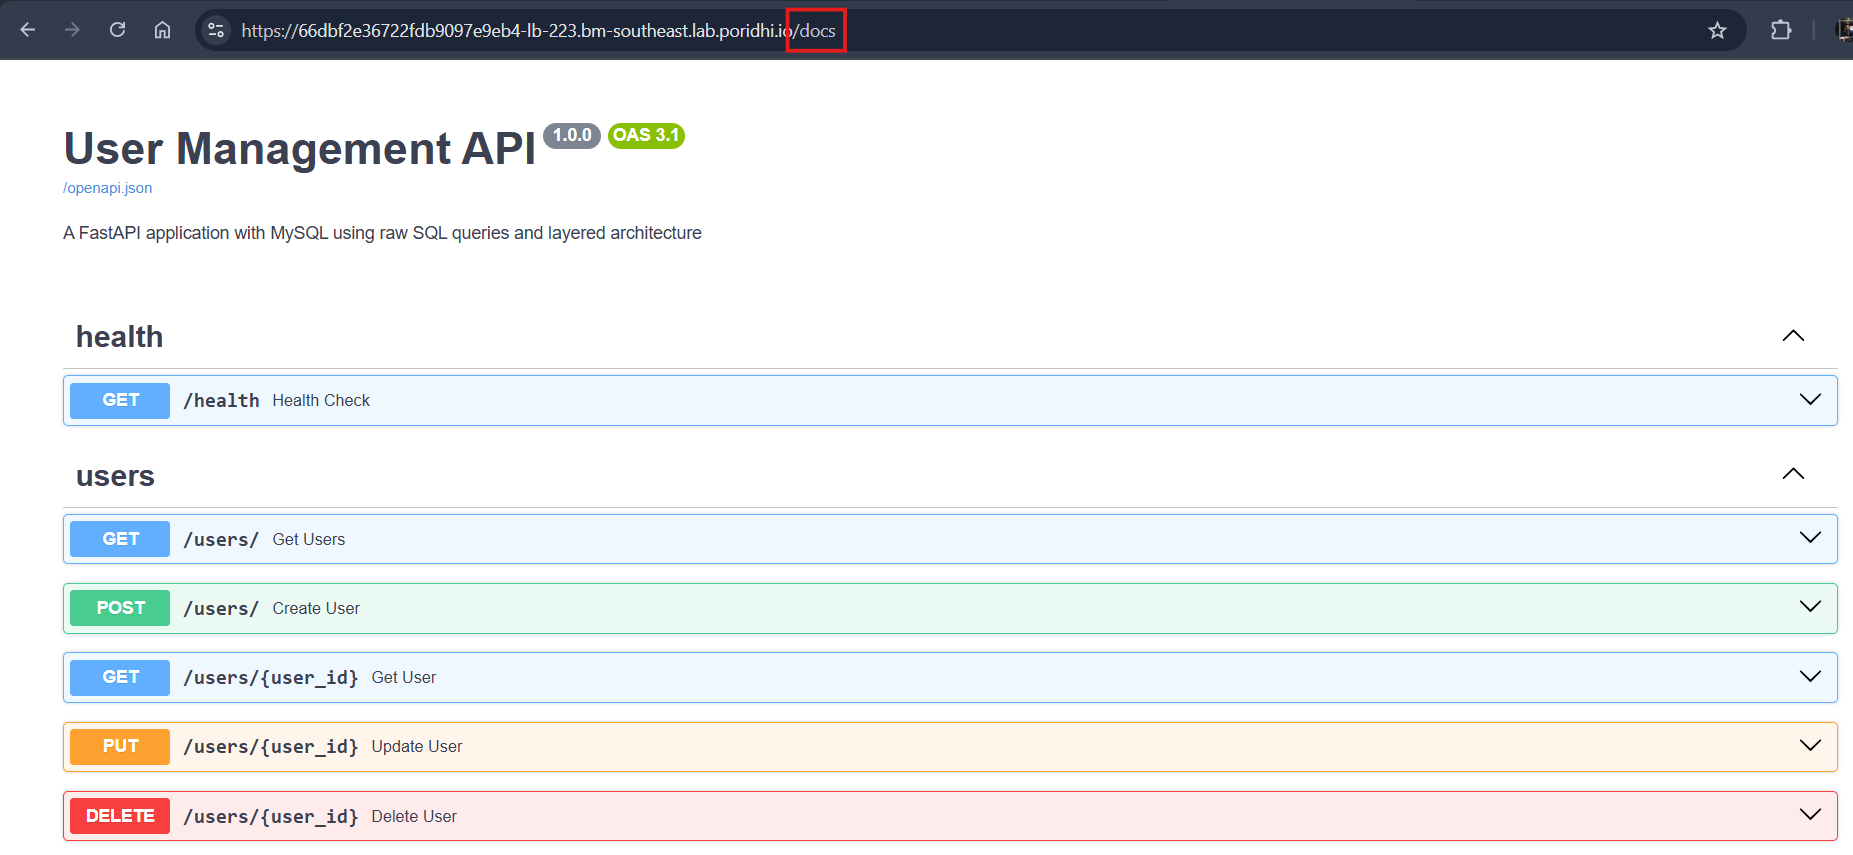 https://66dbf2e36722fdb9097e9eb4-lb-223.bm-southeast.lab.poridhi.io/docs
User Management API 1.0.0 OAS 3.1
/openapi.json
A FastAPI application with MySQL using raw SQL queries and layered architecture
health
GET /health Health Check
users
GET /users/ Get Users
POST /users/ Create User
GET /users/{user_id} Get User
PUT /users/{user_id} Update User
DELETE /users/{user_id} Delete User